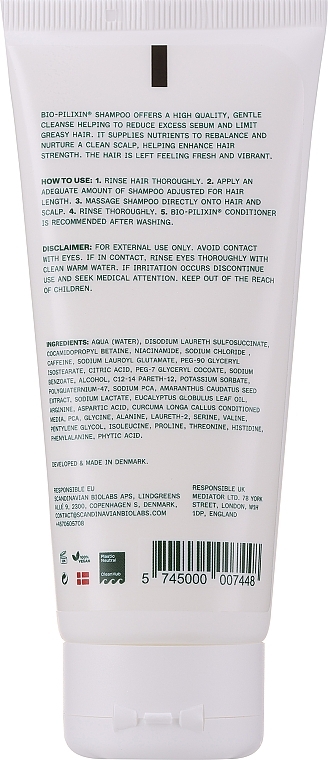 BIO-PILIXIN® SHAMPOO OFFERS A HIGH QUALITY, GENTLE
CLEANSE HELPING TO REDUCE EXCESS SEBUM AND LIMIT
GREASY HAIR. IT SUPPLIES NUTRIENTS TO REBALANCE AND
NURTURE A CLEAN SCALP, HELPING ENHANCE HAIR
STRENGTH. THE HAIR IS LEFT FEELING FRESH AND VIBRANT.
HOW TO USE: 1. RINSE HAIR THOROUGHLY. 2. APPLY AN
ADEQUATE AMOUNT OF SHAMPOO ADJUSTED FOR HAIR
LENGTH. 3. MASSAGE SHAMPOO DIRECTLY ONTO HAIR AND
SCALP. 4. RINSE THOROUGHLY. 5. BIO-PILIXIN® CONDITIONER
IS RECOMMENDED AFTER WASHING.
DISCLAIMER: FOR EXTERNAL USE ONLY. AVOID CONTACT
WITH EYES. IF IN CONTACT, RINSE EYES THOROUGHLY WITH
CLEAN WARM WATER. IF IRRITATION OCCURS DISCONTINUE
USE AND SEEK MEDICAL ATTENTION. KEEP OUT OF THE REACH
OF CHILDREN.
INGREDIENTS: AQUA (WATER), DISODIUM LAURETH SULFOSUCCINATE,
COCAMIDOPROPYL BETAINE, NIACINAMIDE, SODIUM CHLORIDE,
CAFFEINE, SODIUM LAUROYL GLUTAMATE, PEG-90 GLYCERYL
ISOSTEARATE, CITRIC ACID, PEG-7 GLYCERYL COCOATE, SODIUM
BENZOATE, ALCOHOL, C12-14 PARETH-12, POTASSIUM SORBATE,
POLYQUATERNIUM-47, SODIUM PCA, AMARANTHUS CAUDATUS SEED
EXTRACT, SODIUM LACTATE, EUCALYPTUS GLOBULUS LEAF OIL,
ARGININE, ASPARTIC ACID, CURCUMA LONGA CALLUS CONDITIONED
MEDIA, PCA, GLYCINE, ALANINE, LAURETH-2, SERINE, VALINE,
PENTYLENE GLYCOL, ISOLEUCINE, PROLINE, THREONINE, HISTIDINE,
PHENYLALANINE, PHYTIC ACID.
DEVELOPED & MADE IN DENMARK.
RESPONSIBLE EU
SCANDINAVIAN BIOLABS APS, LINDGREENS
ALLÉ 9, 2300, COPENHAGEN S, DENMARK,
CONTACT@SCANDINAVIANBIOLABS.COM
+4571605708
RESPONSIBLE UK
MEDIATOR LTD. 78 YORK
STREET, LONDON. W1H
1DP, ENGLAND
100%
VEGAN
Plastic
Neutral
CleanHub
5 745000 007448